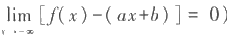 lim [f(x)-(ax+b)]= 0)